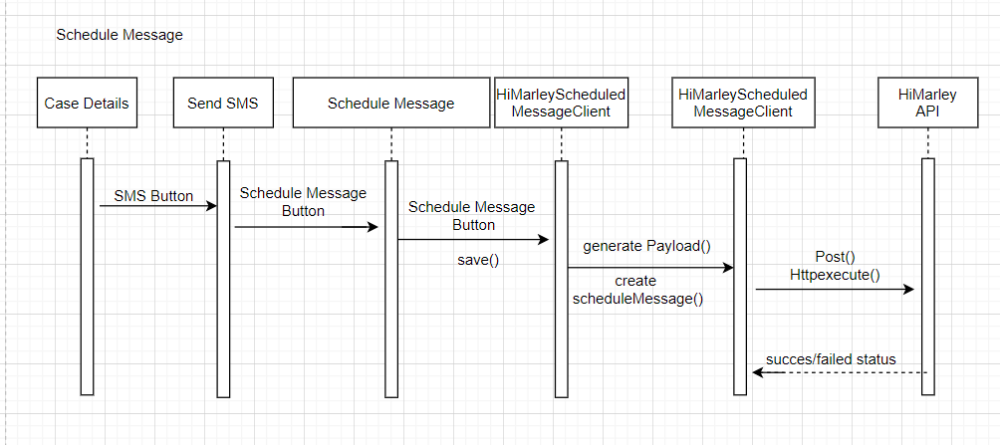 Schedule Message
Case Details
Send SMS
Schedule Message
HiMarleyScheduled
MessageClient
HiMarleyScheduled
MessageClient
HiMarley
API
SMS Button
Schedule Message
Button
Schedule Message
Button
save()
generate Payload()
create
scheduleMessage()
Post()
Httpexecute()
succes/failed status